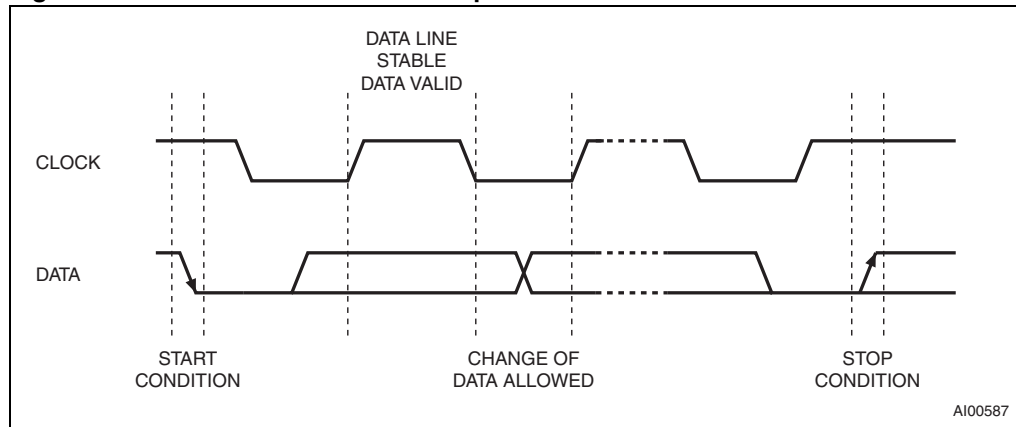 DATA LINE
STABLE
DATA VALID
CLOCK
DATA
START
CONDITION
CHANGE OF
DATA ALLOWED
STOP
CONDITION
AI00587